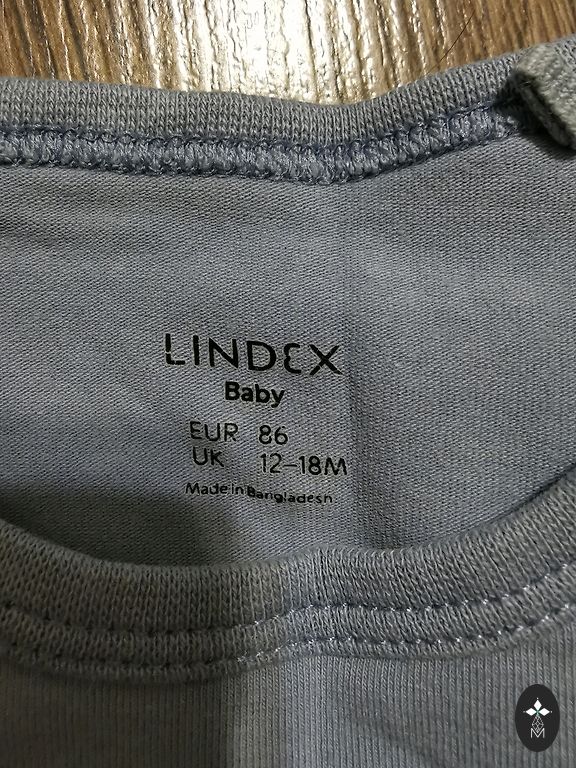 LINDEX
Baby
EUR 86
UK 12–18M
Made in Bangladesh
M